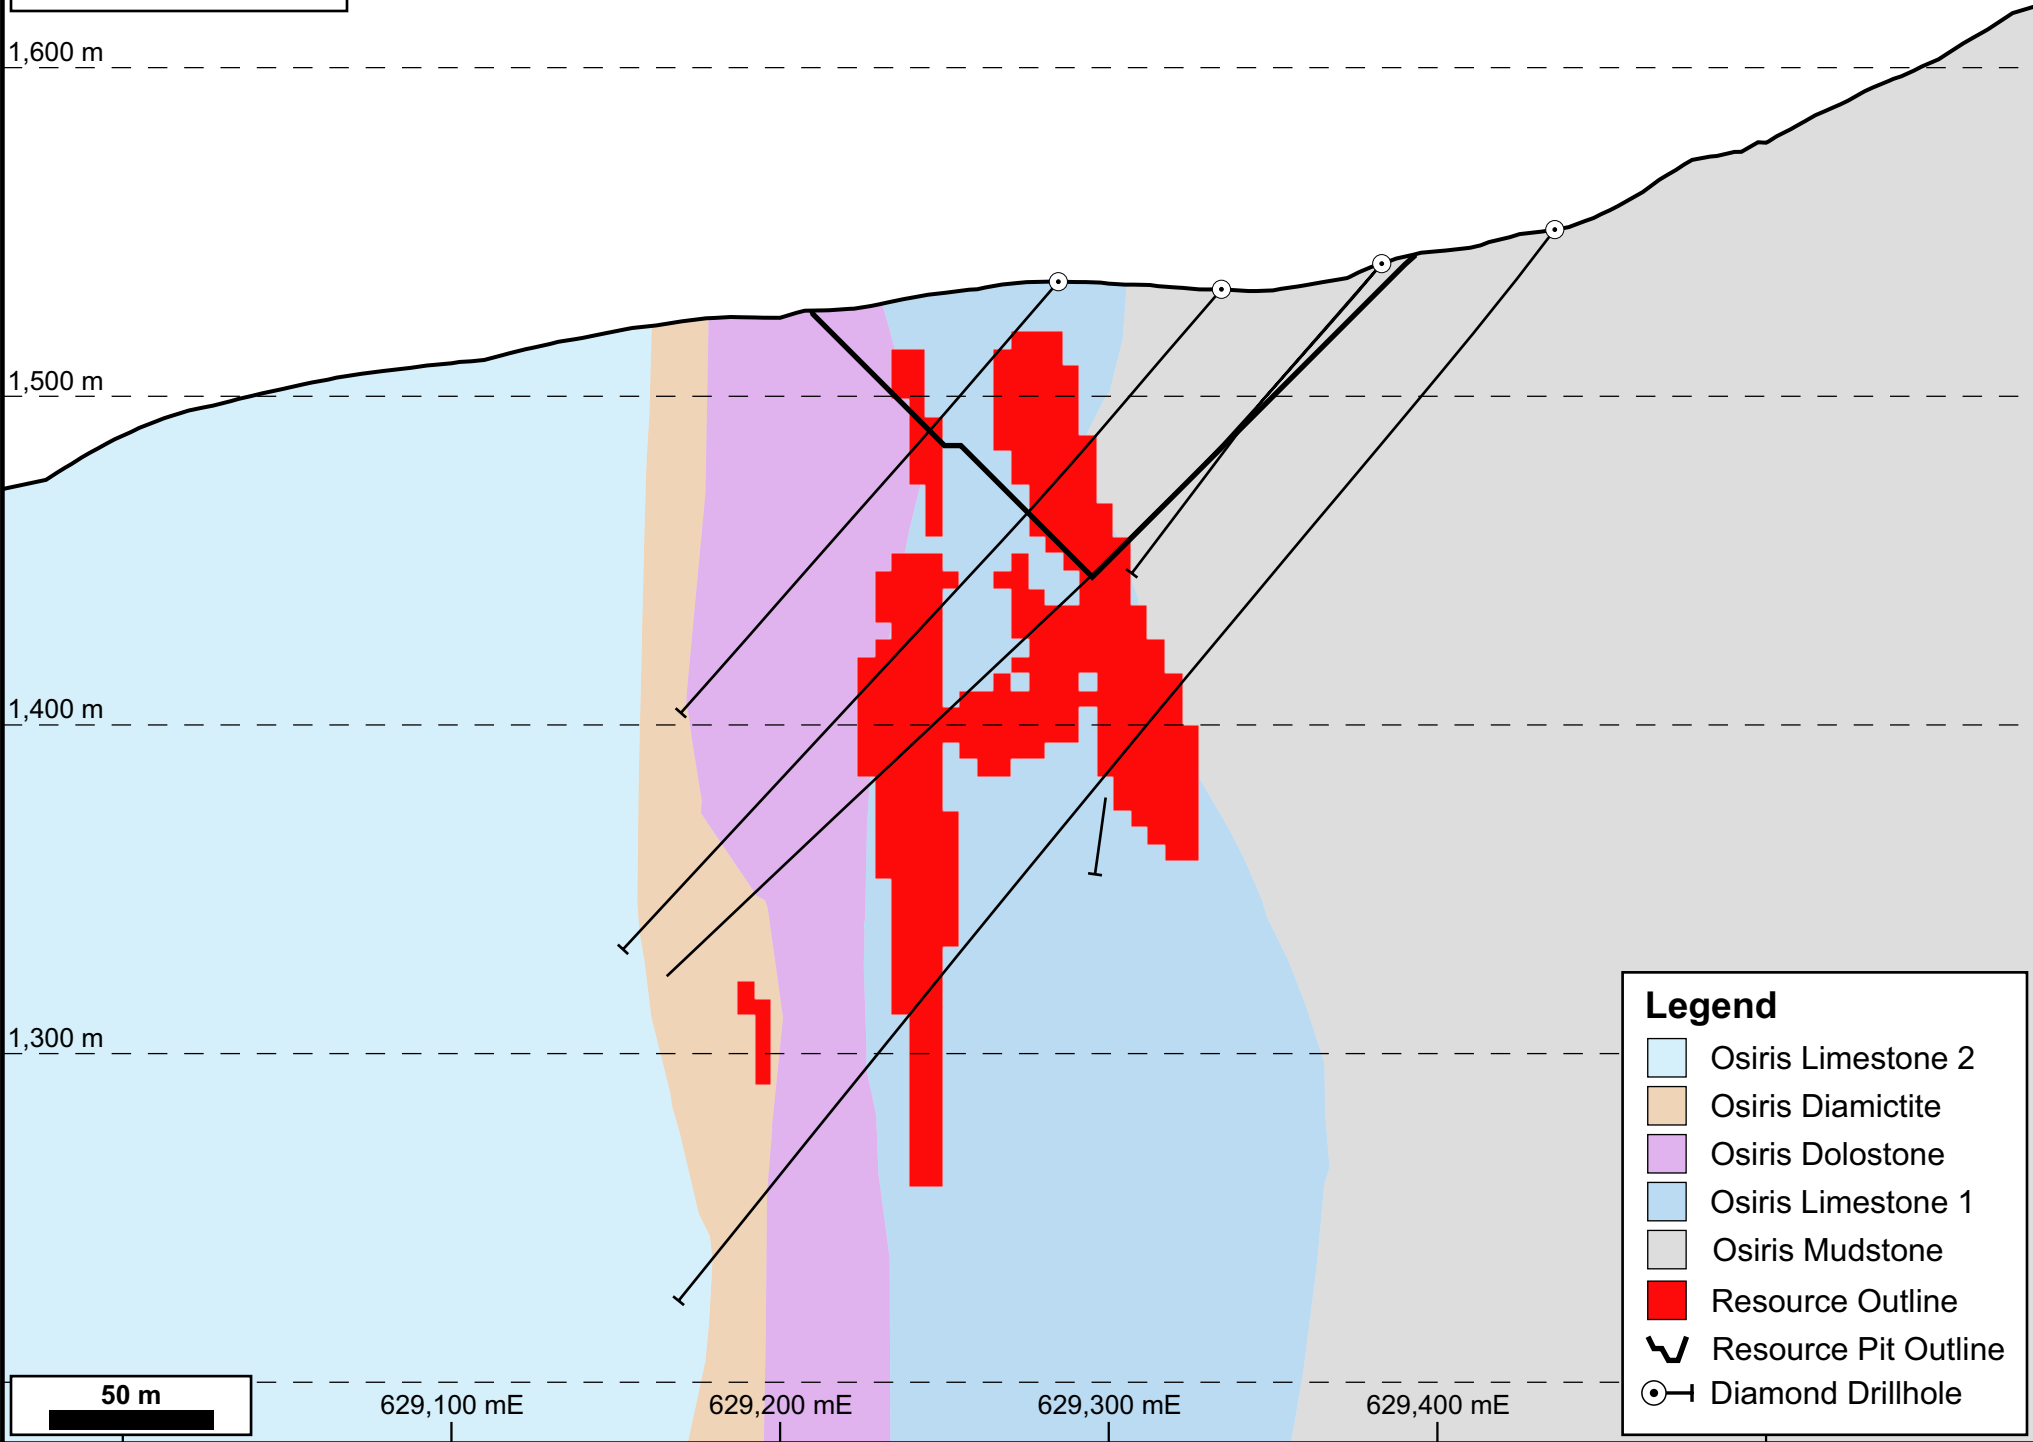 1,600 m
1,500 m
1,400 m
1,300 m
50 m
629,100 mE
629,200 mE
629,300 mE
629,400 mE
Legend
Osiris Limestone 2
Osiris Diamictite
Osiris Dolostone
Osiris Limestone 1
Osiris Mudstone
Resource Outline
Resource Pit Outline
Diamond Drillhole